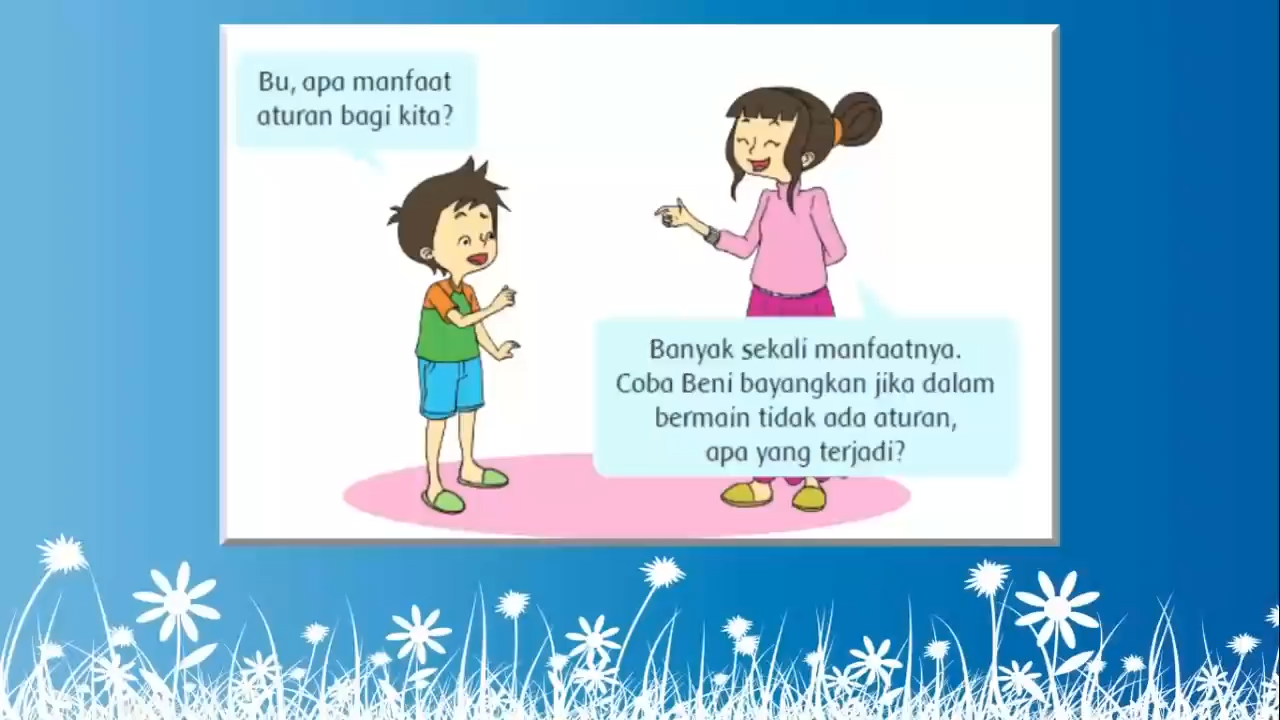 Bu, apa manfaat
aturan bagi kita?
Banyak sekali manfaatnya.
Coba Beni bayangkan jika dalam
bermain tidak ada aturan,
apa yang terjadi?